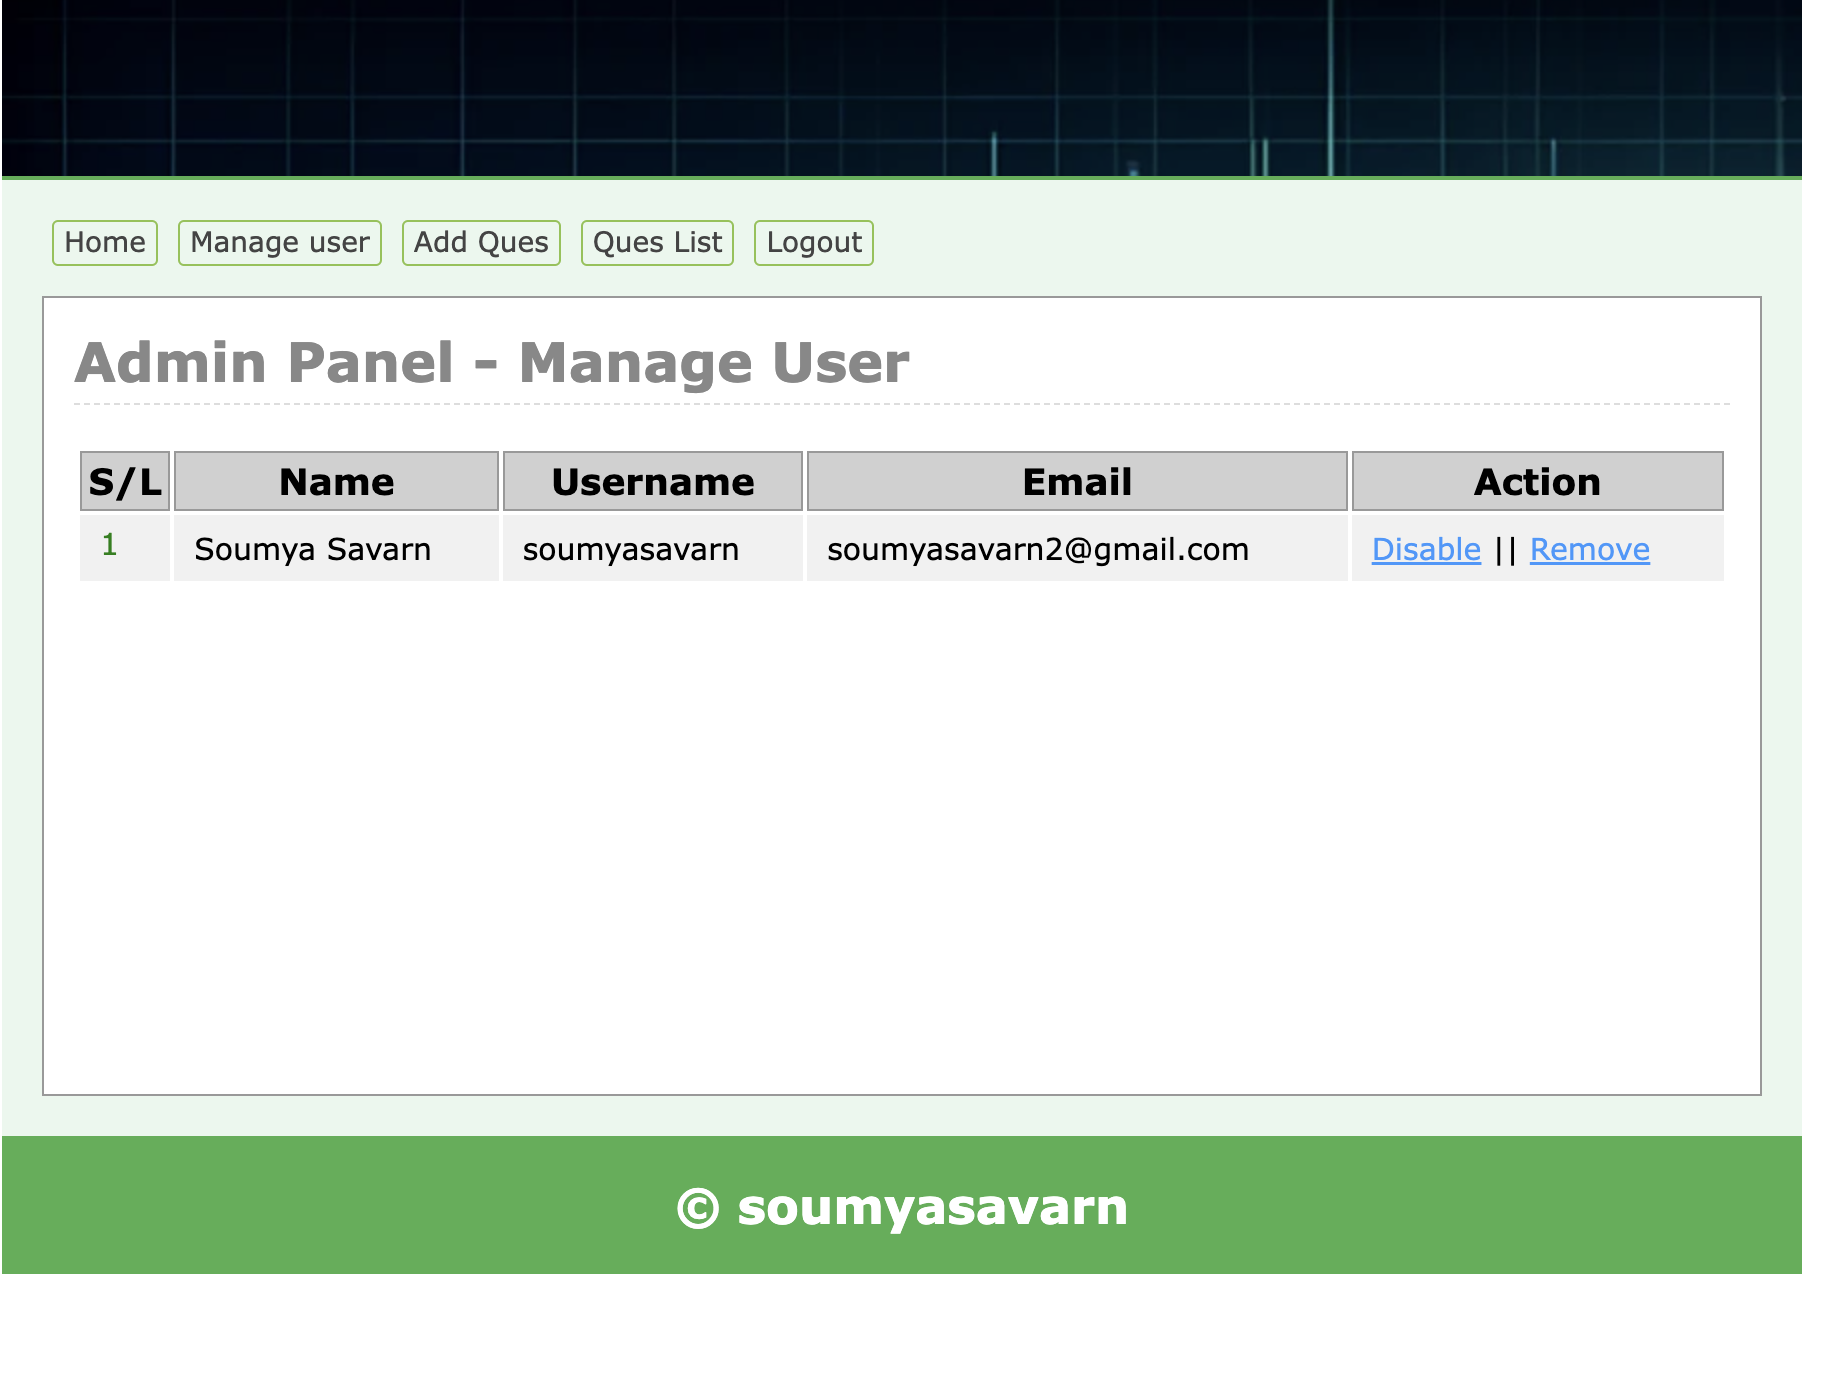 Home Manage user Add Ques Ques List Logout
Admin Panel - Manage User
S/L Name Username Email Action
1 Soumya Savarn soumyasavarn soumyasavarn2@gmail.com Disable || Remove
© soumyasavarn